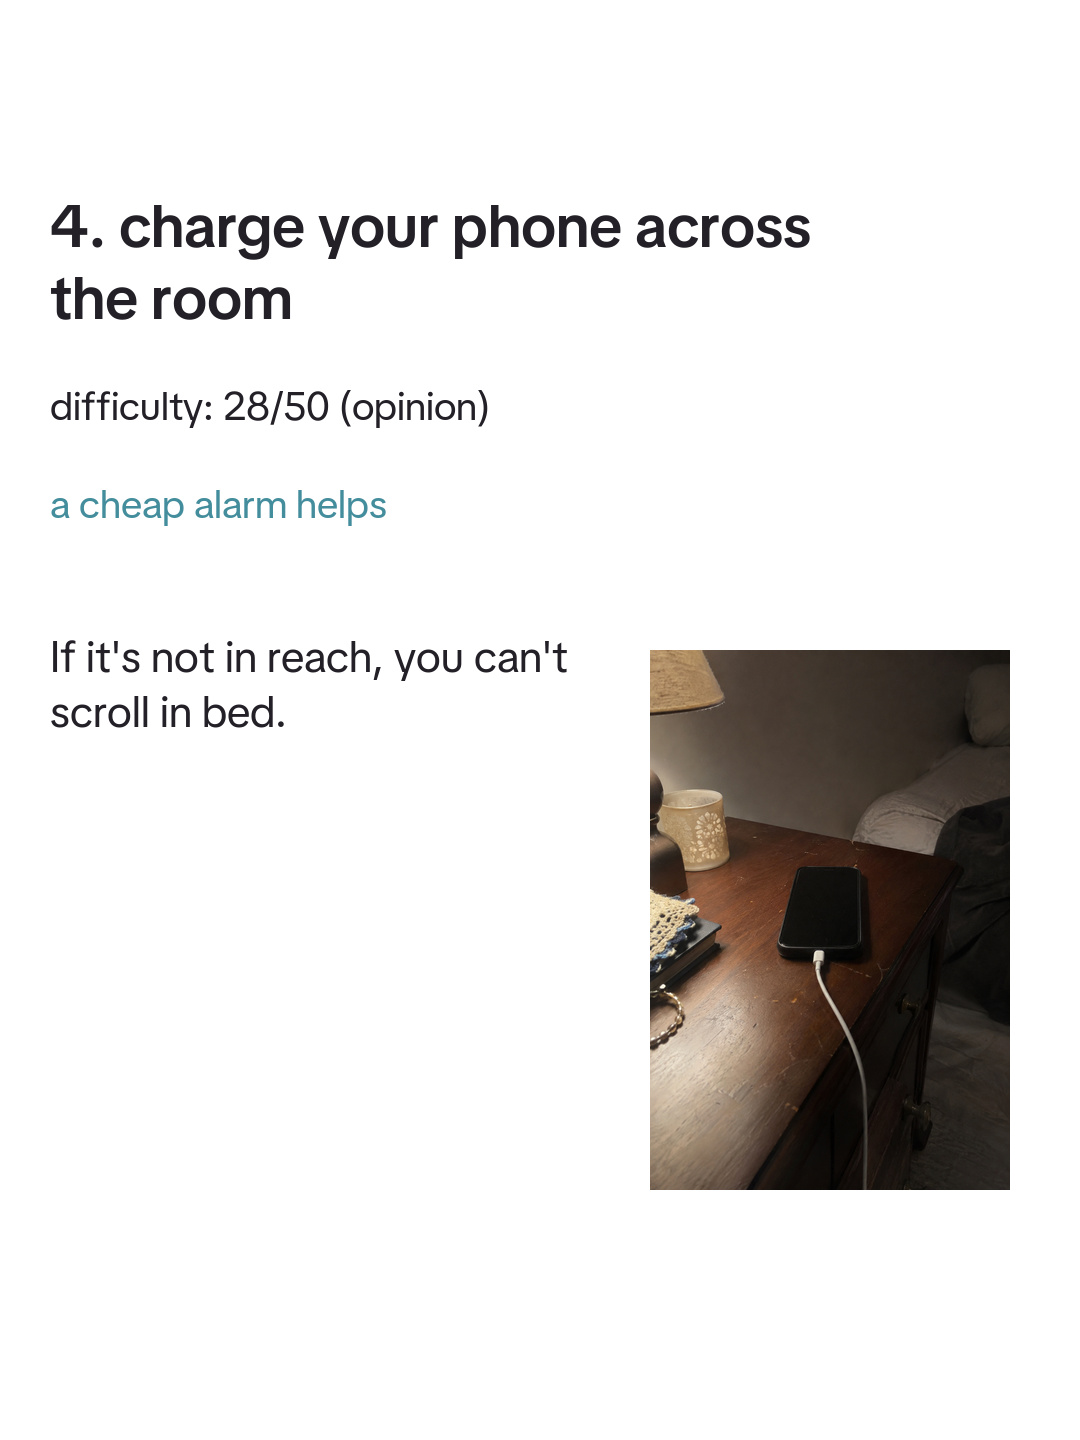 4. charge your phone across
the room
difficulty: 28/50 (opinion)
a cheap alarm helps
If it's not in reach, you can't
scroll in bed.